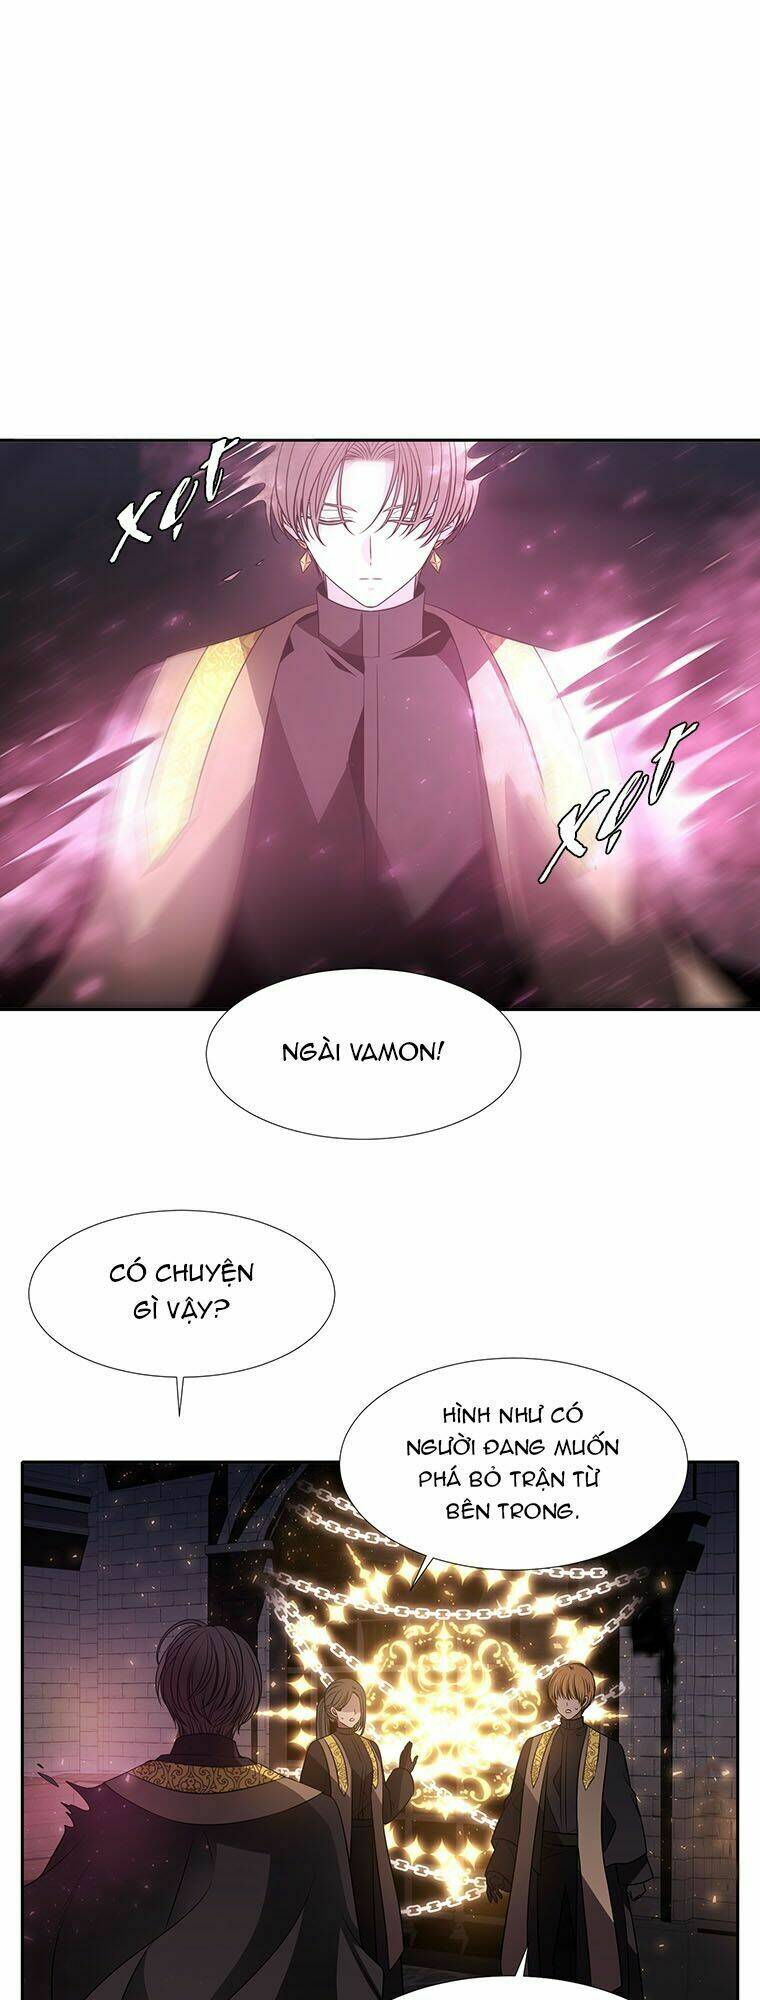 XẸT
XẸT
NGÀI VAMON!
CÓ CHUYỆN
GÌ VẬY?
HÌNH NHƯ CÓ
NGƯỜI ĐANG MUỐN
PHÁ BỎ TRẬN TỪ
BÊN TRONG.